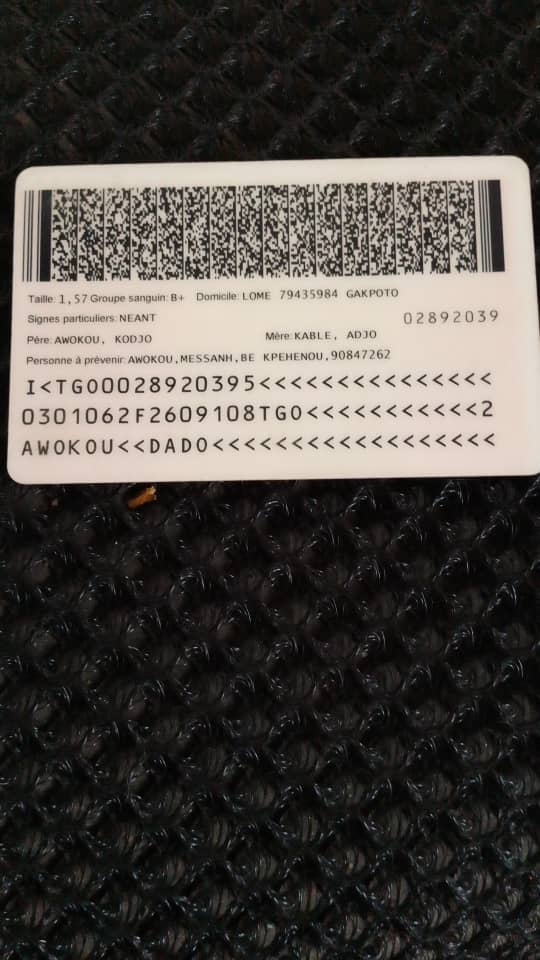 Taille: 1,57 Groupe sanguin: B+ Domicile: LOME 79435984 GAKPOTO
Signes particuliers: NEANT
02892039
Père: AWOKOU, KODJO Mère: KABLE, ADJO
Personne à prévenir: AWOKOU,MESSANH,BE KPEHENOU,90847262
I<TGO0028920395<<<<<<<<<<<<<<<
0301062F2609108TGO<<<<<<<<<<<2
AWOKOU<<DADO<<<<<<<<<<<<<<<<<<